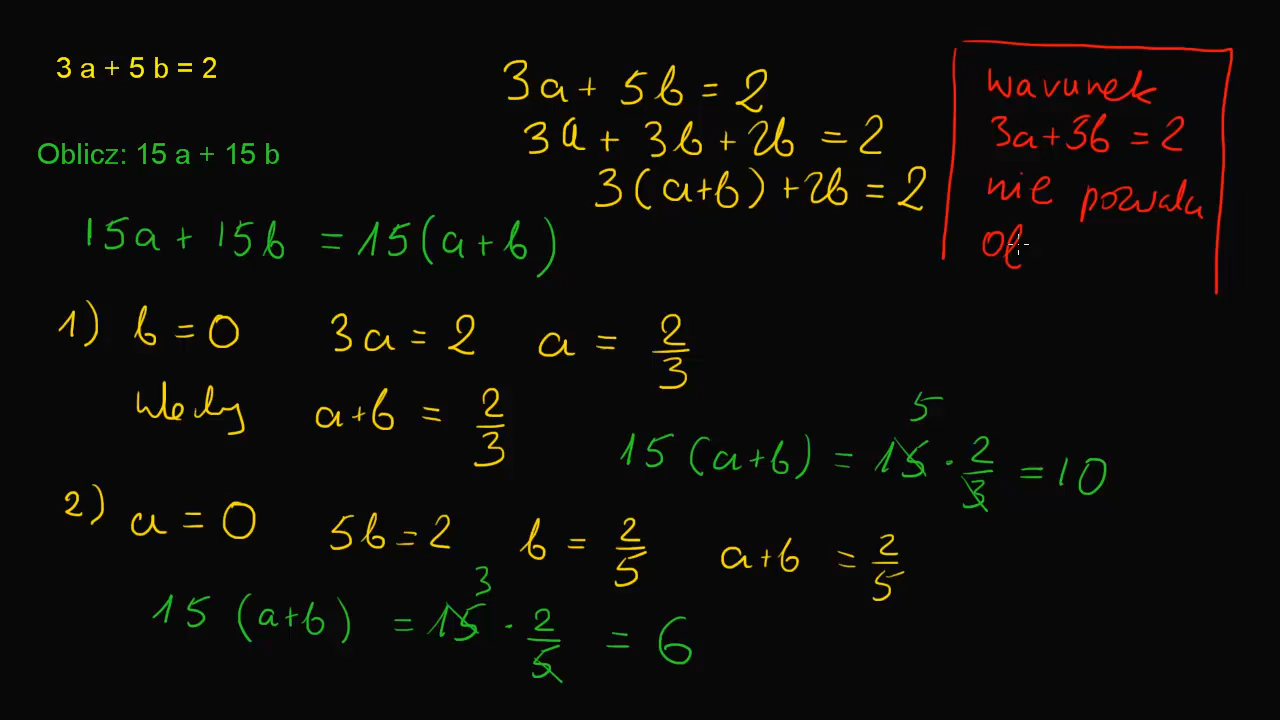 3 a + 5 b = 2
Oblicz: 15 a + 15 b
3a + 5b = 2
3a + 3b + 2b = 2
3(a+b) + 2b = 2
warunek
3a+3b = 2
nie pozwala
ob
15a + 15b = 15(a+b)
1) b = 0 3a = 2 a = 2/3
wtedy a+b = 2/3
15(a+b) = 15 5 · 2/3 = 10
2) a = 0 5b = 2 b = 2/5 a+b = 2/5
15(a+b) = 15 3 · 2/5 = 6